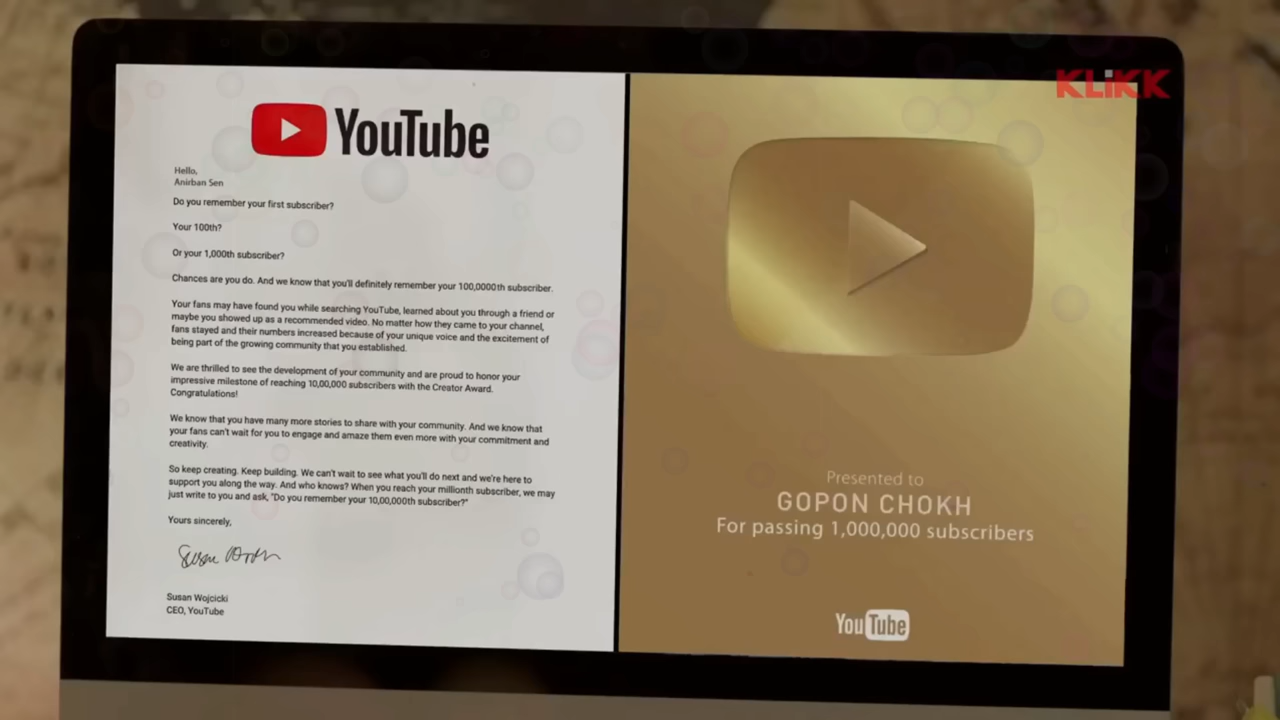 KLiKK
YouTube
Hello,
Anirban Sen
Do you remember your first subscriber?
Your 100th?
Or your 1,000th subscriber?
Chances are you do. And we know that you'll definitely remember your 100,0000th subscriber.
Your fans may have found you while searching YouTube, learned about you through a friend or
maybe you showed up as a recommended video. No matter how they came to your channel,
fans stayed and their numbers increased because of your unique voice and the excitement of
being part of the growing community that you established.
We are thrilled to see the development of your community and are proud to honor your
impressive milestone of reaching 10,00,000 subscribers with the Creator Award.
Congratulations!
We know that you have many more stories to share with your community. And we know that
your fans can't wait for you to engage and amaze them even more with your commitment and
creativity.
So keep creating. Keep building. We can't wait to see what you'll do next and we're here to
support you along the way. And who knows? When you reach your millionth subscriber, we may
just write to you and ask, "Do you remember your 10,00,000th subscriber?"
Yours sincerely,
Susan Wojcicki
CEO, YouTube
Presented to
GOPON CHOKH
For passing 1,000,000 subscribers
YouTube